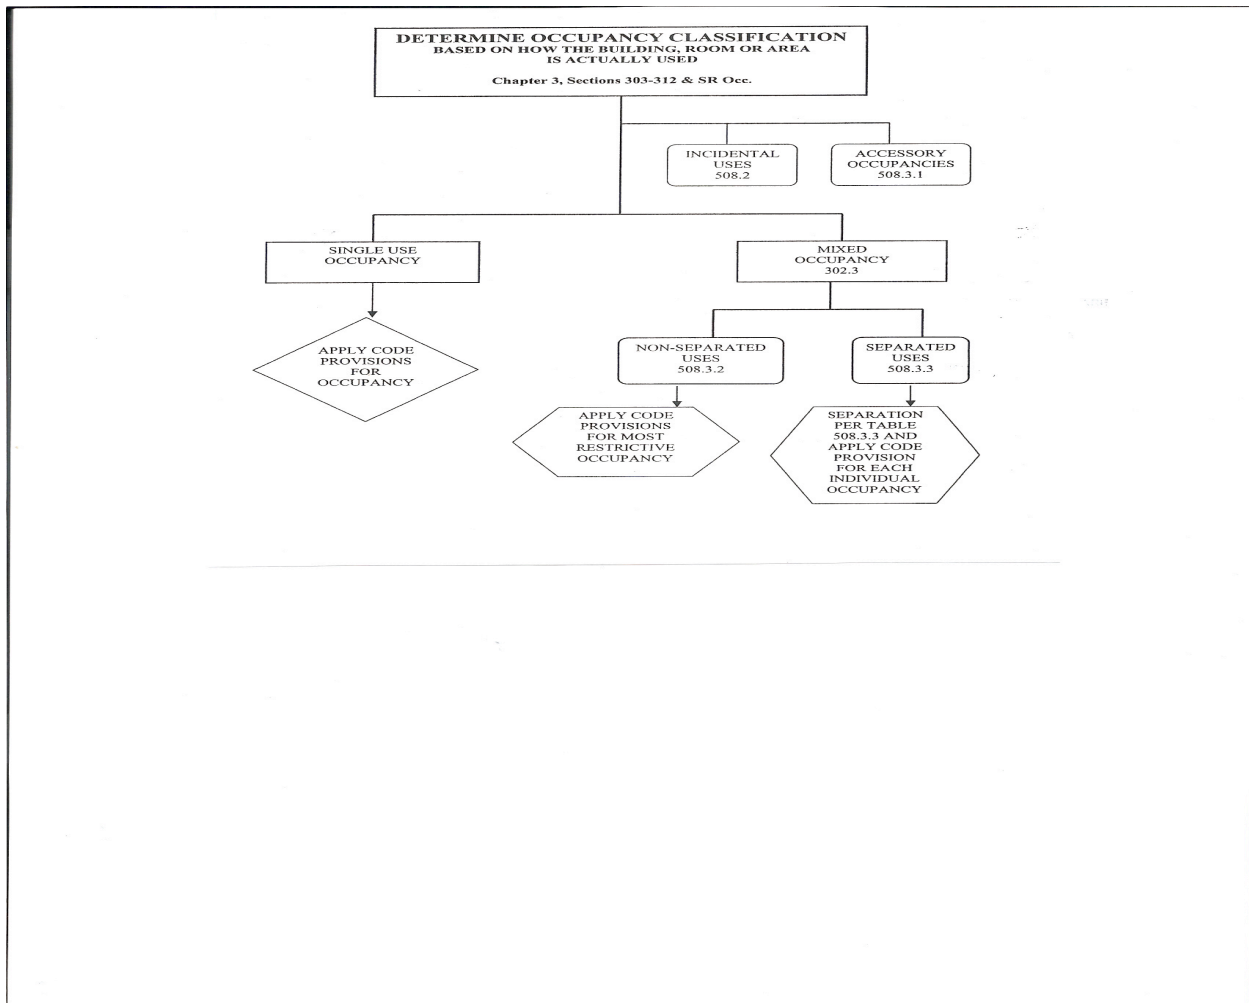 DETERMINE OCCUPANCY CLASSIFICATION
BASED ON HOW THE BUILDING, ROOM OR AREA
IS ACTUALLY USED
Chapter 3, Sections 303-312 & SR Occ.
INCIDENTAL
USES
508.2
ACCESSORY
OCCUPANCIES
508.3.1
SINGLE USE
OCCUPANCY
MIXED
OCCUPANCY
302.3
APPLY CODE
PROVISIONS
FOR
OCCUPANCY
NON-SEPARATED
USES
508.3.2
SEPARATED
USES
508.3.3
APPLY CODE
PROVISIONS
FOR MOST
RESTRICTIVE
OCCUPANCY
SEPARATION
PER TABLE
508.3.3 AND
APPLY CODE
PROVISION
FOR EACH
INDIVIDUAL
OCCUPANCY